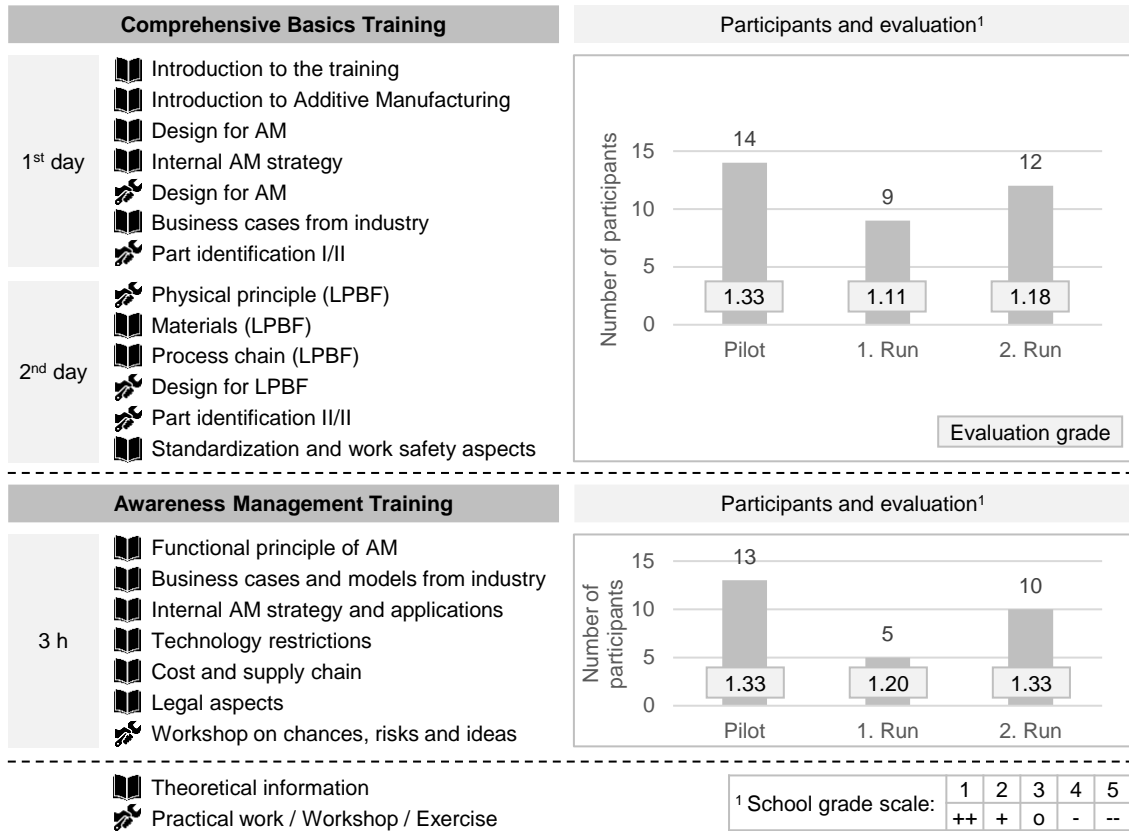 Comprehensive Basics Training
Participants and evaluation¹
1st day
Introduction to the training
Introduction to Additive Manufacturing
Design for AM
Internal AM strategy
Design for AM
Business cases from industry
Part identification I/II
2nd day
Physical principle (LPBF)
Materials (LPBF)
Process chain (LPBF)
Design for LPBF
Part identification II/II
Standardization and work safety aspects
Number of participants
15
10
5
0
14
9
12
1.33
1.11
1.18
Pilot
1. Run
2. Run
Evaluation grade
Awareness Management Training
Participants and evaluation¹
3 h
Functional principle of AM
Business cases and models from industry
Internal AM strategy and applications
Technology restrictions
Cost and supply chain
Legal aspects
Workshop on chances, risks and ideas
Number of
participants
15
10
5
0
13
5
10
1.33
1.20
1.33
Pilot
1. Run
2. Run
Theoretical information
Practical work / Workshop / Exercise
¹ School grade scale:
1 2 3 4 5
++ + o - --